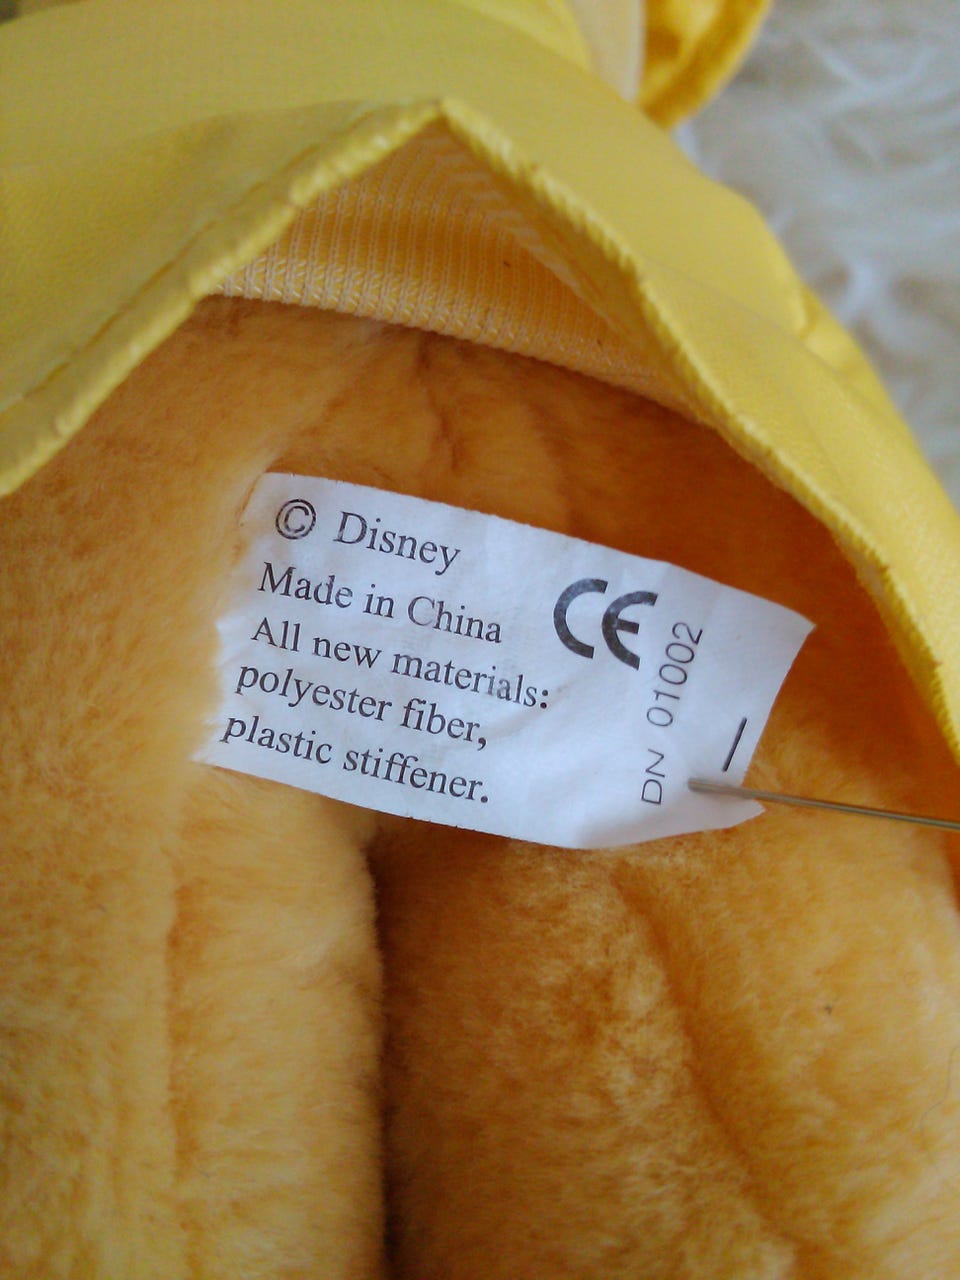 © Disney
Made in China
All new materials:
polyester fiber,
plastic stiffener.
CE
DN 01002